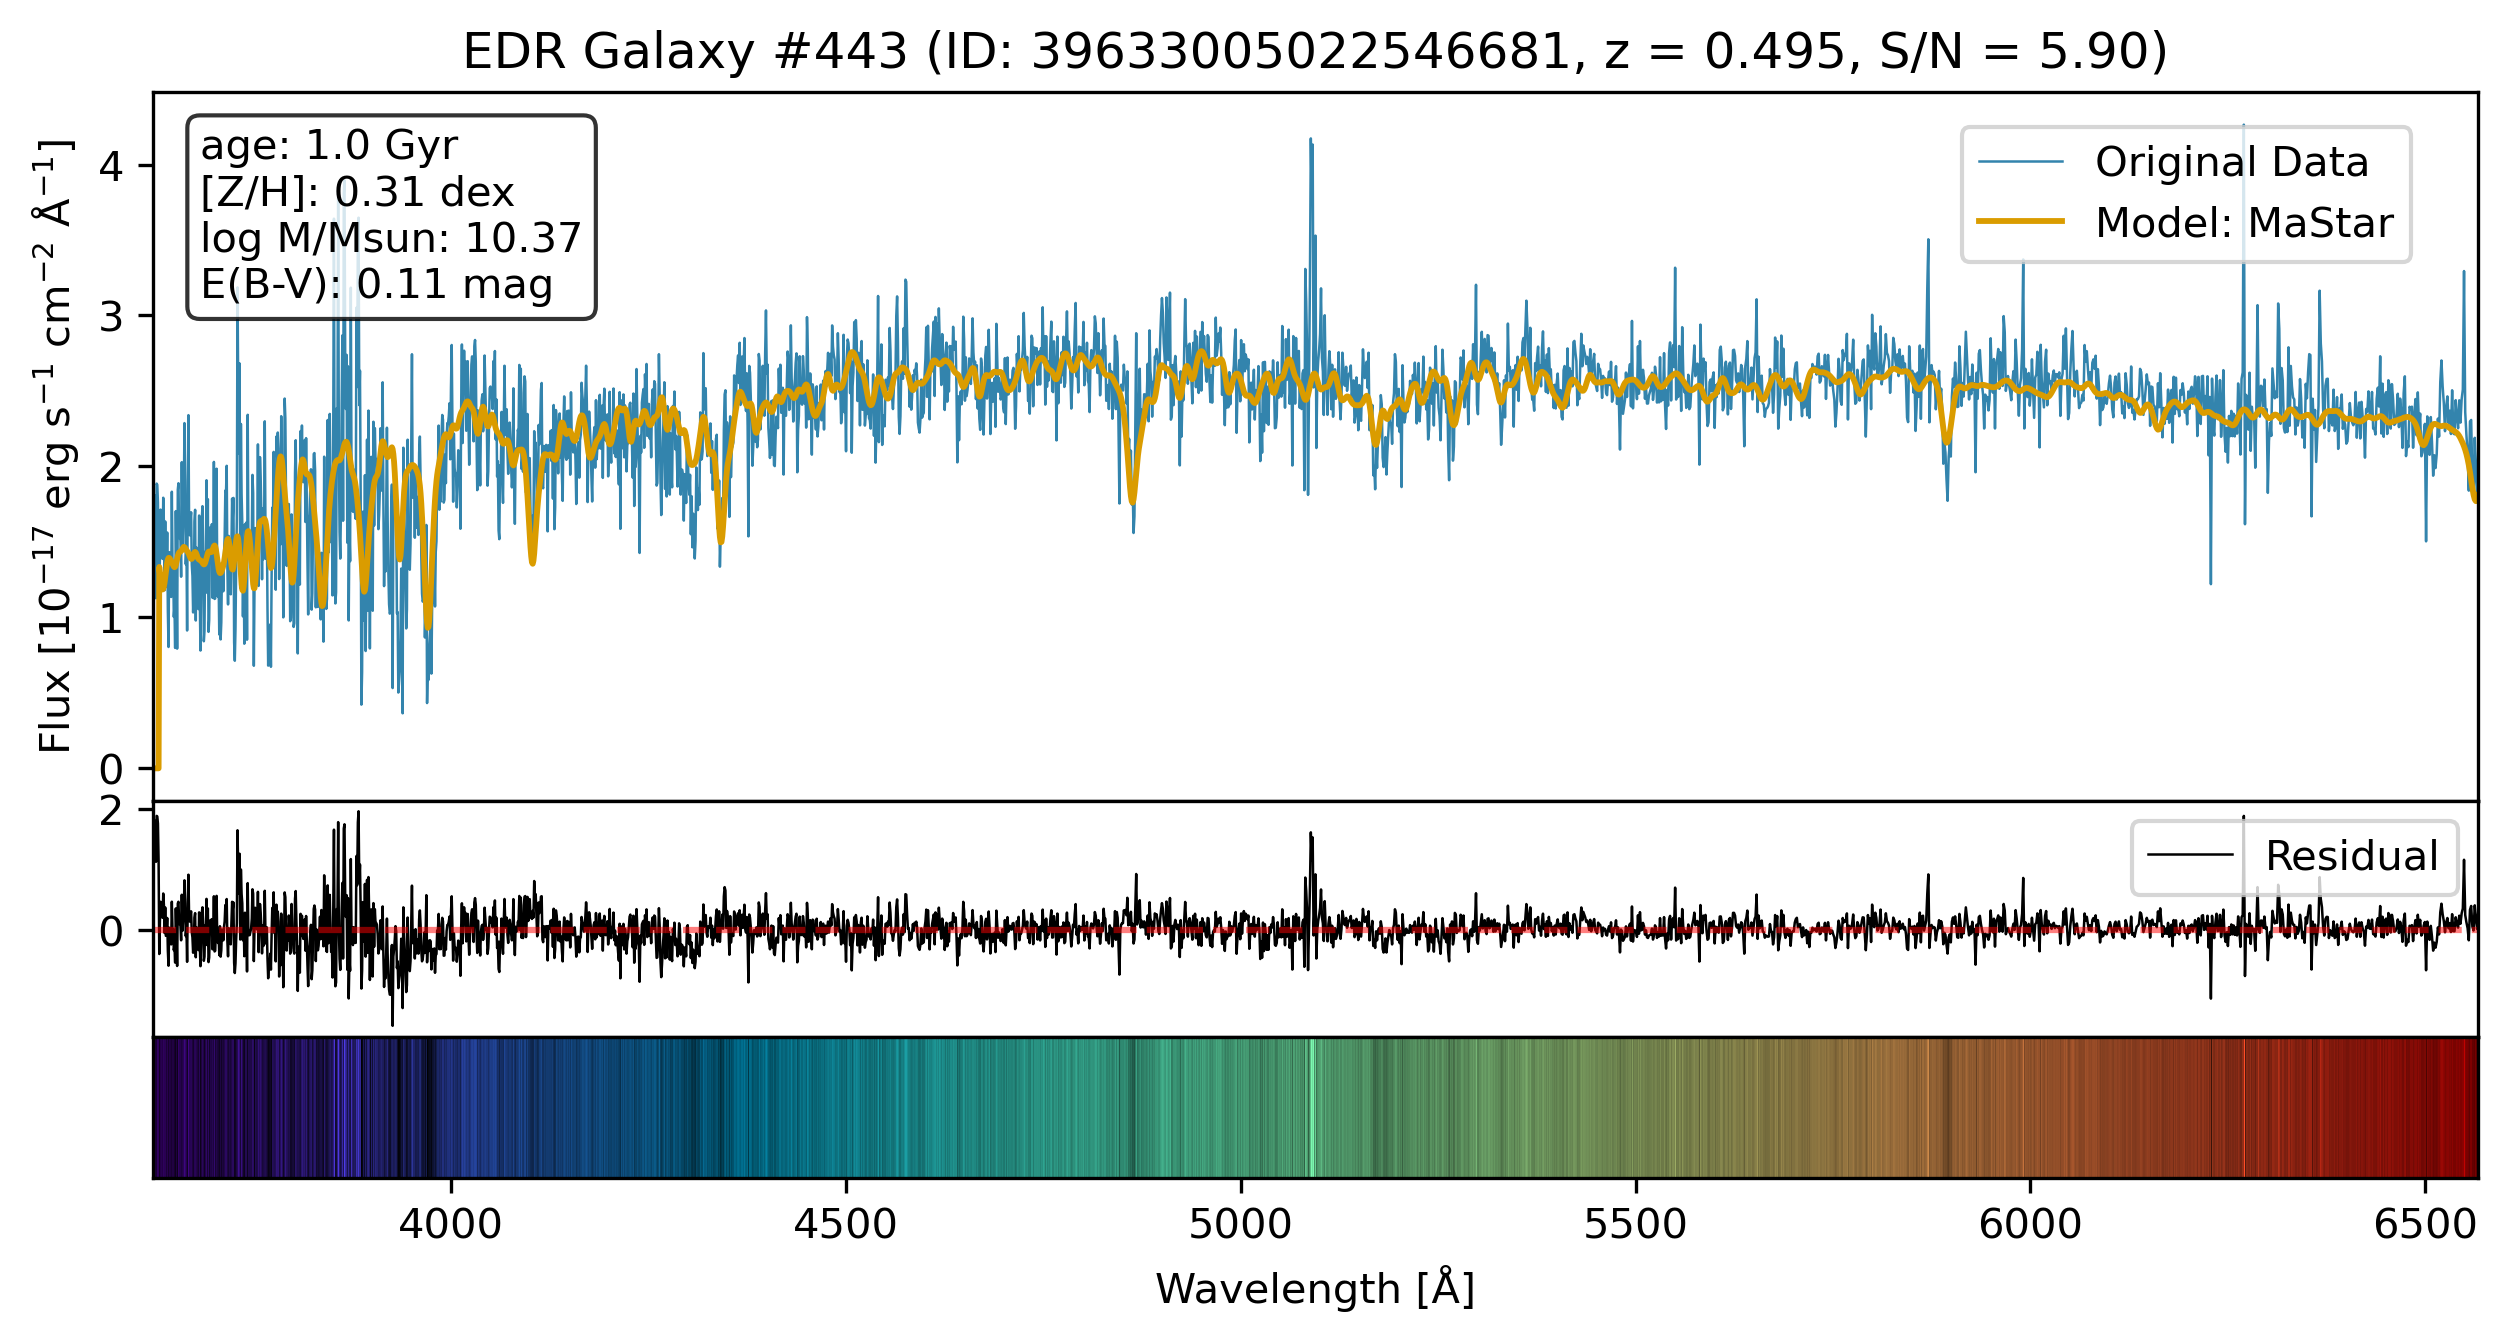 EDR Galaxy #443 (ID: 39633005022546681, z = 0.495, S/N = 5.90)
age: 1.0 Gyr
[Z/H]: 0.31 dex
log M/Msun: 10.37
E(B-V): 0.11 mag
Original Data
Model: MaStar
Flux [10⁻¹⁷ erg s⁻¹ cm⁻² Å⁻¹]
4
3
2
1
0
2
0
Residual
4000 4500 5000 5500 6000 6500
Wavelength [Å]